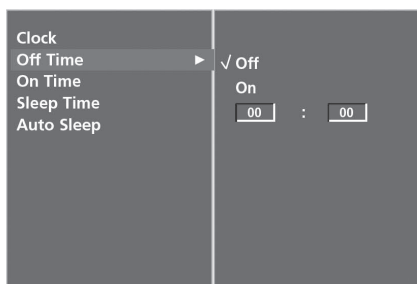 Clock
Off Time ►
On Time
Sleep Time
Auto Sleep
√ Off
On
00 : 00